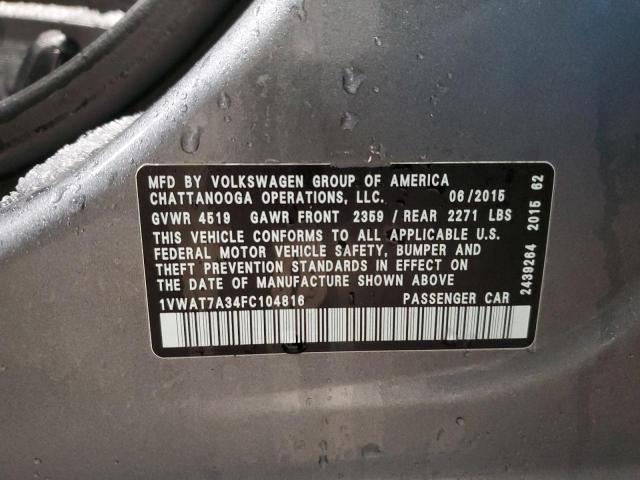 MFD BY VOLKSWAGEN GROUP OF AMERICA
CHATTANOOGA OPERATIONS, LLC. 06/2015
GVWR 4519 GAWR FRONT 2359 / REAR 2271 LBS
THIS VEHICLE CONFORMS TO ALL APPLICABLE U.S.
FEDERAL MOTOR VEHICLE SAFETY, BUMPER AND
THEFT PREVENTION STANDARDS IN EFFECT ON
THE DATE OF MANUFACTURE SHOWN ABOVE
1VWAT7A34FC104816 PASSENGER CAR
2439264 2015 62